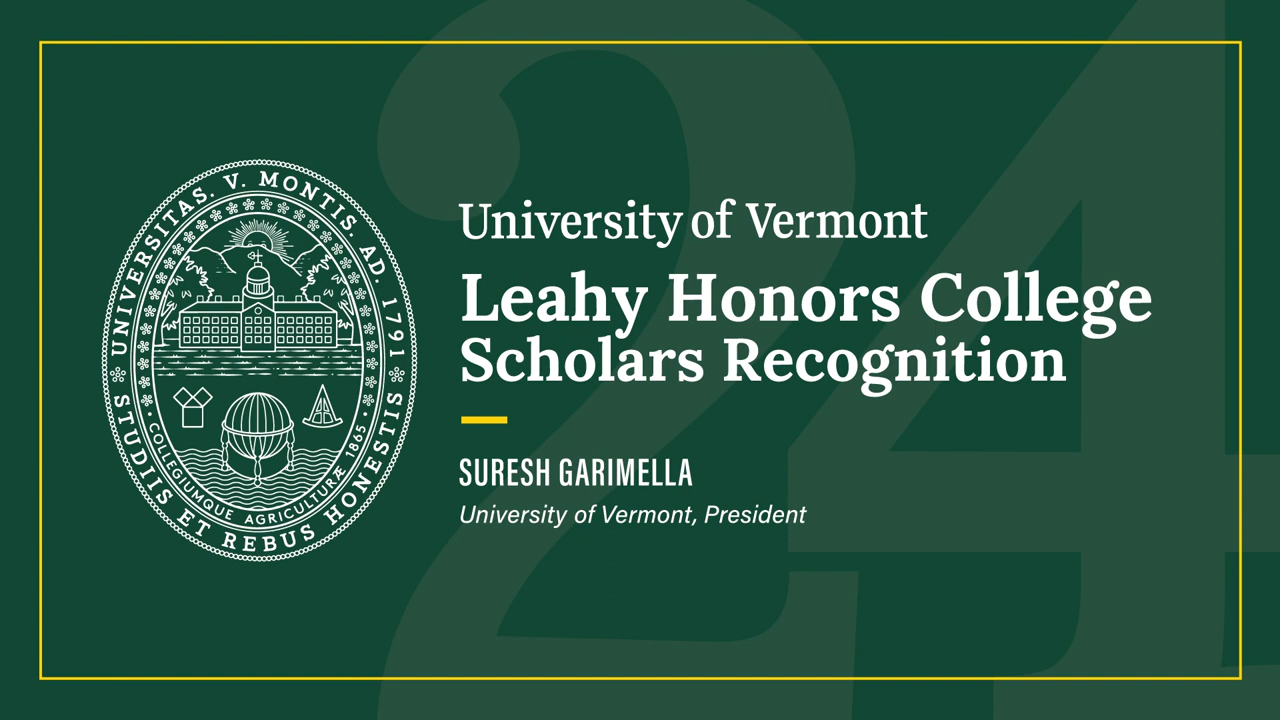 UNIVERSITAS. V. MONTIS. AD. 1791
STUDIIS ET REBUS HONESTIS
COLLEGIUMQUE AGRICULTURÆ 1865
University of Vermont
Leahy Honors College
Scholars Recognition
SURESH GARIMELLA
University of Vermont, President
24